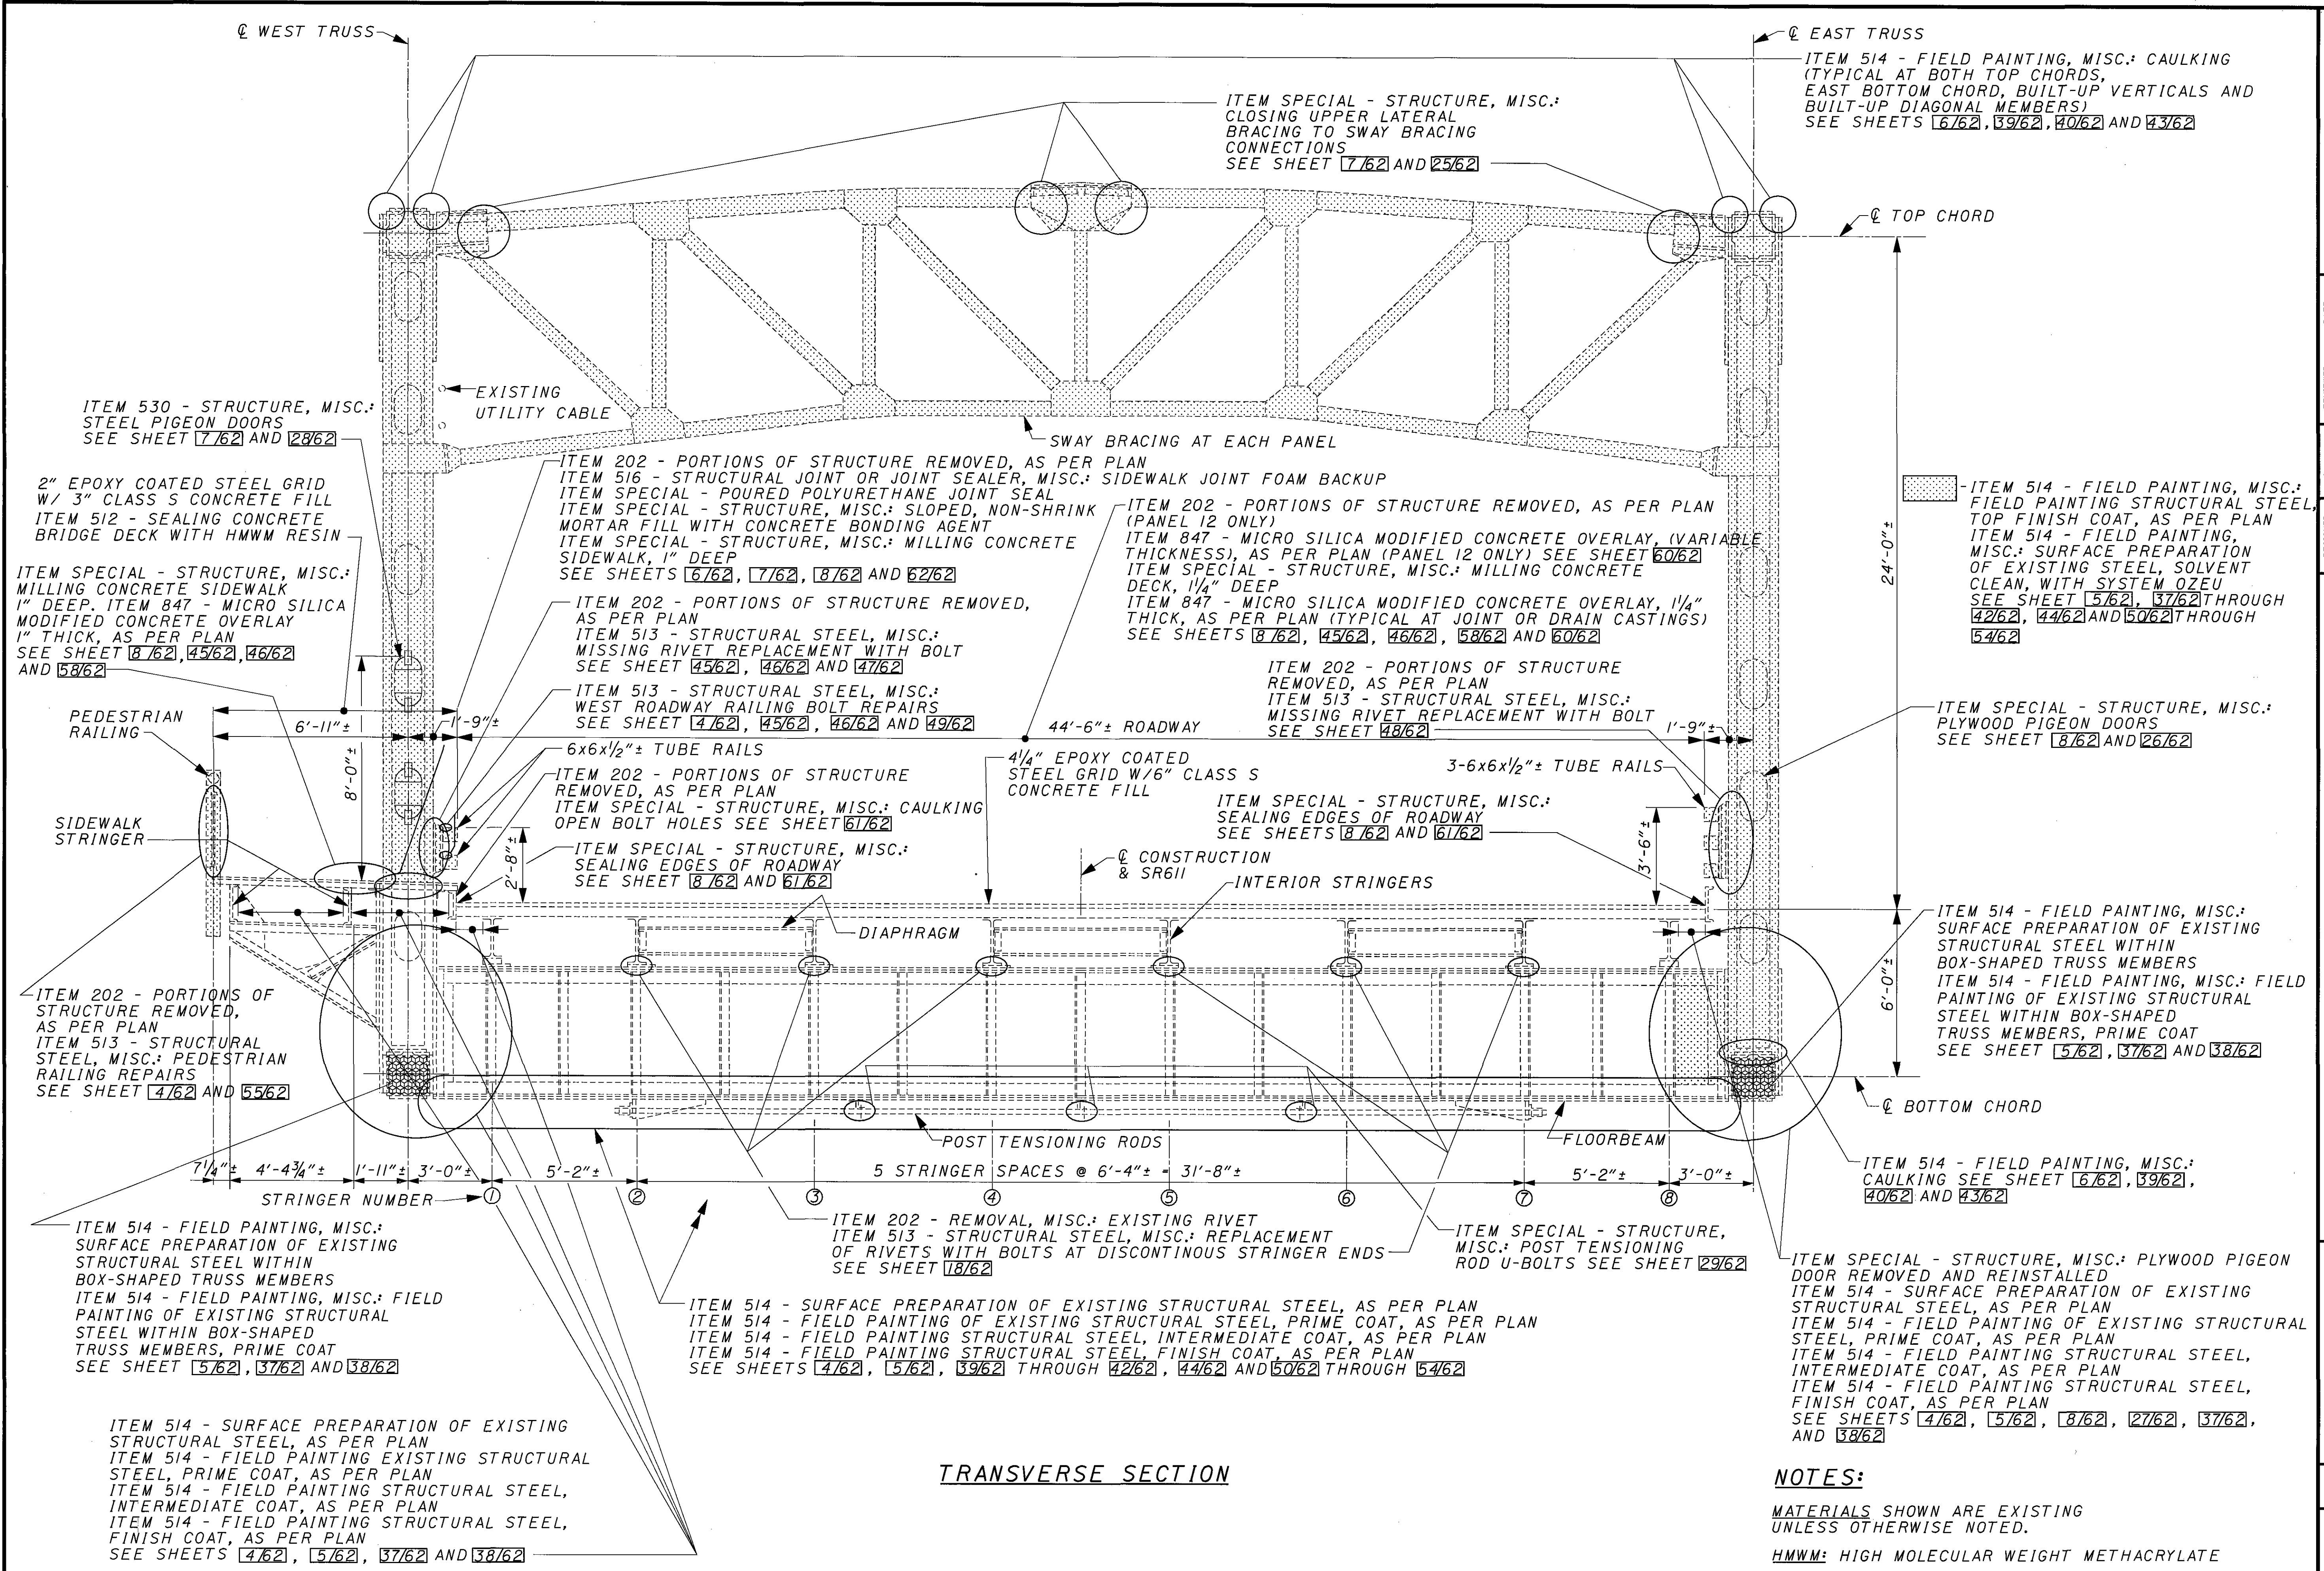 ℄ WEST TRUSS
℄ EAST TRUSS
ITEM 514 - FIELD PAINTING, MISC.: CAULKING
(TYPICAL AT BOTH TOP CHORDS,
EAST BOTTOM CHORD, BUILT-UP VERTICALS AND
BUILT-UP DIAGONAL MEMBERS)
SEE SHEETS 6/62, 39/62, 40/62 AND 43/62
ITEM SPECIAL - STRUCTURE, MISC.:
CLOSING UPPER LATERAL
BRACING TO SWAY BRACING
CONNECTIONS
SEE SHEET 7/62 AND 25/62
℄ TOP CHORD
24'-0"±
EXISTING
UTILITY CABLE
ITEM 530 - STRUCTURE, MISC.:
STEEL PIGEON DOORS
SEE SHEET 7/62 AND 28/62
SWAY BRACING AT EACH PANEL
2" EPOXY COATED STEEL GRID
W/ 3" CLASS S CONCRETE FILL
ITEM 512 - SEALING CONCRETE
BRIDGE DECK WITH HMWM RESIN
ITEM SPECIAL - STRUCTURE, MISC.:
MILLING CONCRETE SIDEWALK
1" DEEP. ITEM 847 - MICRO SILICA
MODIFIED CONCRETE OVERLAY
1" THICK, AS PER PLAN
SEE SHEET 8/62, 45/62, 46/62
AND 58/62
ITEM 202 - PORTIONS OF STRUCTURE REMOVED, AS PER PLAN
ITEM 516 - STRUCTURAL JOINT OR JOINT SEALER, MISC.: SIDEWALK JOINT FOAM BACKUP
ITEM SPECIAL - POURED POLYURETHANE JOINT SEAL
ITEM SPECIAL - STRUCTURE, MISC.: SLOPED, NON-SHRINK
MORTAR FILL WITH CONCRETE BONDING AGENT
ITEM SPECIAL - STRUCTURE, MISC.: MILLING CONCRETE
SIDEWALK, 1" DEEP
SEE SHEETS 6/62, 7/62, 8/62 AND 62/62
ITEM 202 - PORTIONS OF STRUCTURE REMOVED, AS PER PLAN
(PANEL 12 ONLY)
ITEM 847 - MICRO SILICA MODIFIED CONCRETE OVERLAY, (VARIABLE
THICKNESS), AS PER PLAN (PANEL 12 ONLY) SEE SHEET 60/62
ITEM SPECIAL - STRUCTURE, MISC.: MILLING CONCRETE
DECK, 1 1/4" DEEP
ITEM 847 - MICRO SILICA MODIFIED CONCRETE OVERLAY, 1 1/4"
THICK, AS PER PLAN (TYPICAL AT JOINT OR DRAIN CASTINGS)
SEE SHEETS 8/62, 45/62, 46/62, 58/62 AND 60/62
- ITEM 514 - FIELD PAINTING, MISC.:
FIELD PAINTING STRUCTURAL STEEL,
TOP FINISH COAT, AS PER PLAN
ITEM 514 - FIELD PAINTING,
MISC.: SURFACE PREPARATION
OF EXISTING STEEL, SOLVENT
CLEAN, WITH SYSTEM OZEU
SEE SHEET 5/62, 37/62 THROUGH
42/62, 44/62 AND 50/62 THROUGH
54/62
ITEM 202 - PORTIONS OF STRUCTURE REMOVED,
AS PER PLAN
ITEM 513 - STRUCTURAL STEEL, MISC.:
MISSING RIVET REPLACEMENT WITH BOLT
SEE SHEET 45/62, 46/62 AND 47/62
ITEM 513 - STRUCTURAL STEEL, MISC.:
WEST ROADWAY RAILING BOLT REPAIRS
SEE SHEET 4/62, 45/62, 46/62 AND 49/62
ITEM 202 - PORTIONS OF STRUCTURE
REMOVED, AS PER PLAN
ITEM 513 - STRUCTURAL STEEL, MISC.:
MISSING RIVET REPLACEMENT WITH BOLT
SEE SHEET 48/62
ITEM SPECIAL - STRUCTURE, MISC.:
PLYWOOD PIGEON DOORS
SEE SHEET 8/62 AND 26/62
PEDESTRIAN
RAILING
6'-11"±
1'-9"±
44'-6"± ROADWAY
1'-9"±
8'-0"±
6x6x1/2"± TUBE RAILS
ITEM 202 - PORTIONS OF STRUCTURE
REMOVED, AS PER PLAN
ITEM SPECIAL - STRUCTURE, MISC.: CAULKING
OPEN BOLT HOLES SEE SHEET 61/62
4 1/4" EPOXY COATED
STEEL GRID W/6" CLASS S
CONCRETE FILL
3-6x6x1/2"± TUBE RAILS
ITEM SPECIAL - STRUCTURE, MISC.:
SEALING EDGES OF ROADWAY
SEE SHEETS 8/62 AND 61/62
3'-6"±
SIDEWALK
STRINGER
2'-8"±
ITEM SPECIAL - STRUCTURE, MISC.:
SEALING EDGES OF ROADWAY
SEE SHEET 8/62 AND 61/62
℄ CONSTRUCTION
& SR611
INTERIOR STRINGERS
DIAPHRAGM
6'-0"±
ITEM 514 - FIELD PAINTING, MISC.:
SURFACE PREPARATION OF EXISTING
STRUCTURAL STEEL WITHIN
BOX-SHAPED TRUSS MEMBERS
ITEM 514 - FIELD PAINTING, MISC.: FIELD
PAINTING OF EXISTING STRUCTURAL
STEEL WITHIN BOX-SHAPED
TRUSS MEMBERS, PRIME COAT
SEE SHEET 5/62, 37/62 AND 38/62
ITEM 202 - PORTIONS OF
STRUCTURE REMOVED,
AS PER PLAN
ITEM 513 - STRUCTURAL
STEEL, MISC.: PEDESTRIAN
RAILING REPAIRS
SEE SHEET 4/62 AND 55/62
℄ BOTTOM CHORD
POST TENSIONING RODS
FLOORBEAM
7 1/4"±
4'-4 3/4"±
1'-11"±
3'-0"±
5'-2"±
5 STRINGER SPACES @ 6'-4"± = 31'-8"±
5'-2"±
3'-0"±
STRINGER NUMBER
1
2
3
4
5
6
7
8
ITEM 514 - FIELD PAINTING, MISC.:
CAULKING SEE SHEET 6/62, 39/62,
40/62 AND 43/62
ITEM 514 - FIELD PAINTING, MISC.:
SURFACE PREPARATION OF EXISTING
STRUCTURAL STEEL WITHIN
BOX-SHAPED TRUSS MEMBERS
ITEM 514 - FIELD PAINTING, MISC.: FIELD
PAINTING OF EXISTING STRUCTURAL
STEEL WITHIN BOX-SHAPED
TRUSS MEMBERS, PRIME COAT
SEE SHEET 5/62, 37/62 AND 38/62
ITEM 202 - REMOVAL, MISC.: EXISTING RIVET
ITEM 513 - STRUCTURAL STEEL, MISC.: REPLACEMENT
OF RIVETS WITH BOLTS AT DISCONTINOUS STRINGER ENDS
SEE SHEET 18/62
ITEM SPECIAL - STRUCTURE,
MISC.: POST TENSIONING
ROD U-BOLTS SEE SHEET 29/62
ITEM 514 - SURFACE PREPARATION OF EXISTING STRUCTURAL STEEL, AS PER PLAN
ITEM 514 - FIELD PAINTING OF EXISTING STRUCTURAL STEEL, PRIME COAT, AS PER PLAN
ITEM 514 - FIELD PAINTING STRUCTURAL STEEL, INTERMEDIATE COAT, AS PER PLAN
ITEM 514 - FIELD PAINTING STRUCTURAL STEEL, FINISH COAT, AS PER PLAN
SEE SHEETS 4/62, 5/62, 39/62 THROUGH 42/62, 44/62 AND 50/62 THROUGH 54/62
ITEM SPECIAL - STRUCTURE, MISC.: PLYWOOD PIGEON
DOOR REMOVED AND REINSTALLED
ITEM 514 - SURFACE PREPARATION OF EXISTING
STRUCTURAL STEEL, AS PER PLAN
ITEM 514 - FIELD PAINTING OF EXISTING STRUCTURAL
STEEL, PRIME COAT, AS PER PLAN
ITEM 514 - FIELD PAINTING STRUCTURAL STEEL,
INTERMEDIATE COAT, AS PER PLAN
ITEM 514 - FIELD PAINTING STRUCTURAL STEEL,
FINISH COAT, AS PER PLAN
SEE SHEETS 4/62, 5/62, 8/62, 27/62, 37/62,
AND 38/62
ITEM 514 - SURFACE PREPARATION OF EXISTING
STRUCTURAL STEEL, AS PER PLAN
ITEM 514 - FIELD PAINTING EXISTING STRUCTURAL
STEEL, PRIME COAT, AS PER PLAN
ITEM 514 - FIELD PAINTING STRUCTURAL STEEL,
INTERMEDIATE COAT, AS PER PLAN
ITEM 514 - FIELD PAINTING STRUCTURAL STEEL,
FINISH COAT, AS PER PLAN
SEE SHEETS 4/62, 5/62, 37/62 AND 38/62
TRANSVERSE SECTION
NOTES:
MATERIALS SHOWN ARE EXISTING
UNLESS OTHERWISE NOTED.
HMWM: HIGH MOLECULAR WEIGHT METHACRYLATE